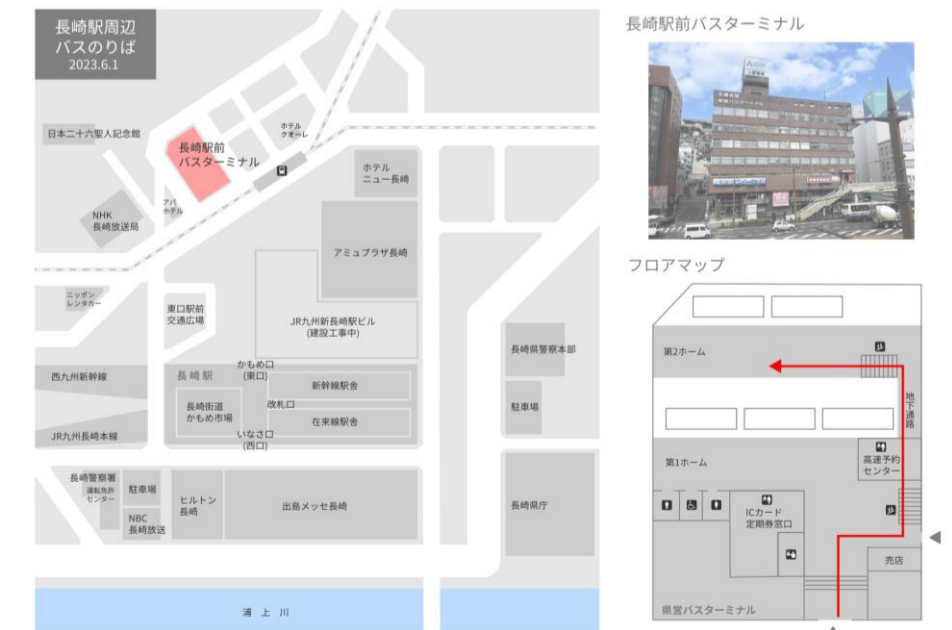 長崎駅周辺
バスのりば
2023.6.1
日本二十六聖人記念館
長崎駅前
バスターミナル
ホテル
クオーレ
ホテル
ニュー長崎
アパ
ホテル
NHK
長崎放送局
アミュプラザ長崎
ニッポン
レンタカー
東口駅前
交通広場
JR九州新長崎駅ビル
(建設工事中)
長崎県警察本部
西九州新幹線
長崎駅
かもめ口
(東口)
新幹線駅舎
長崎街道
かもめ市場
改札口
在来線駅舎
駐車場
JR九州長崎本線
いなさ口
(西口)
長崎警察署
運転免許
センター
駐車場
NBC
長崎放送
ヒルトン
長崎
出島メッセ長崎
長崎県庁
浦上川
長崎駅前バスターミナル
フロアマップ
第2ホーム
地下通路
第1ホーム
高速予約
センター
ICカード
定期券窓口
売店
県営バスターミナル